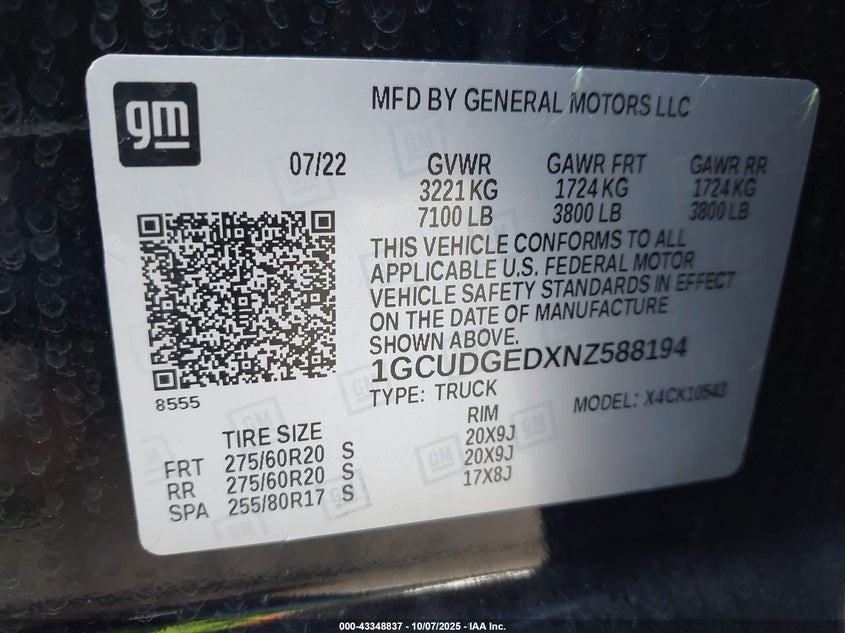 gm
MFD BY GENERAL MOTORS LLC
07/22 GVWR GAWR FRT GAWR RR
3221 KG 1724 KG 1724 KG
7100 LB 3800 LB 3800 LB
THIS VEHICLE CONFORMS TO ALL
APPLICABLE U.S. FEDERAL MOTOR
VEHICLE SAFETY STANDARDS IN EFFECT
ON THE DATE OF MANUFACTURE
SHOWN ABOVE.
1GCUDGEDXNZ588194
8555
TYPE: TRUCK MODEL: X4CK10543
TIRE SIZE RIM
FRT 275/60R20 S 20X9J
RR 275/60R20 S 20X9J
SPA 255/80R17 S 17X8J
000-43348837 - 10/07/2025 - IAA Inc.